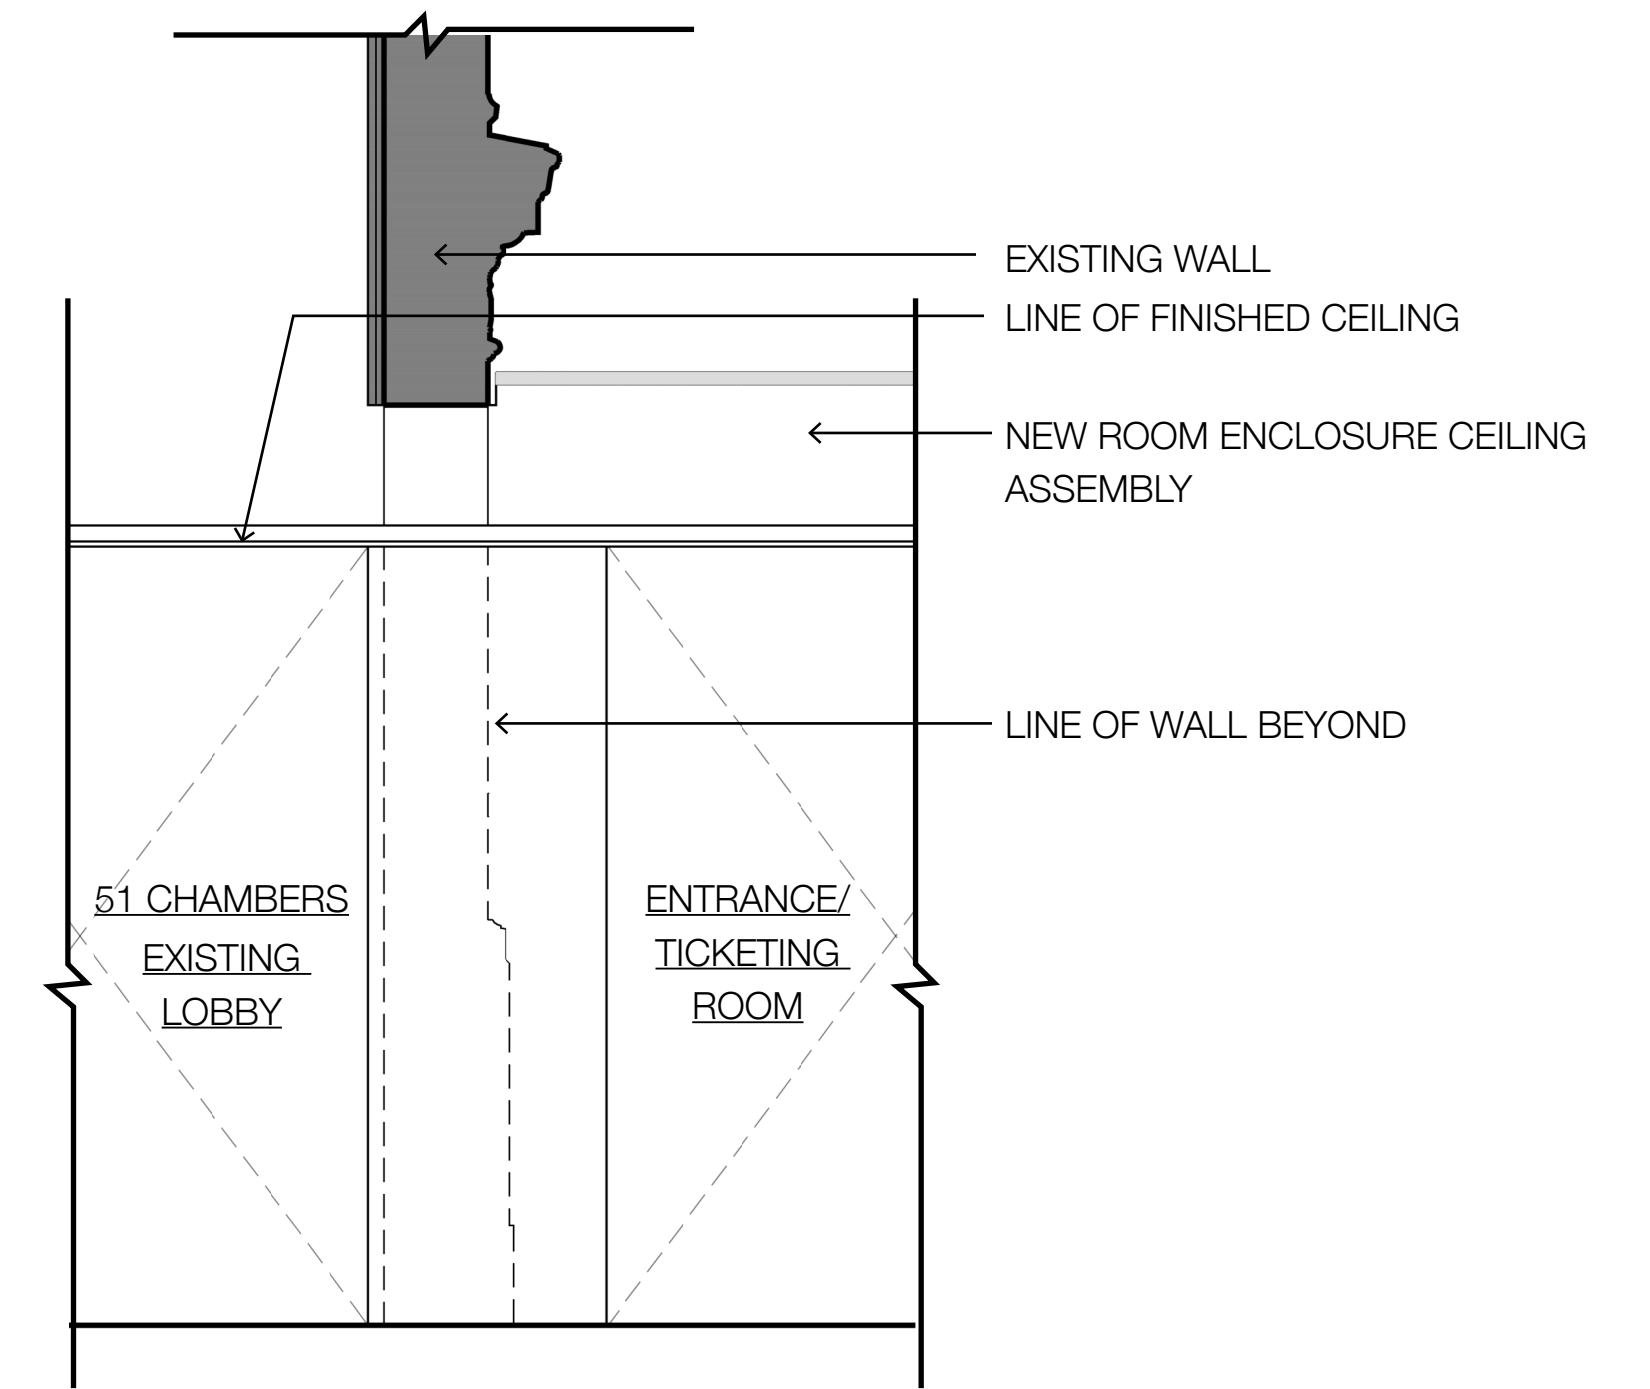 EXISTING WALL
LINE OF FINISHED CEILING
NEW ROOM ENCLOSURE CEILING
ASSEMBLY
LINE OF WALL BEYOND
51 CHAMBERS
EXISTING
LOBBY
ENTRANCE/
TICKETING
ROOM